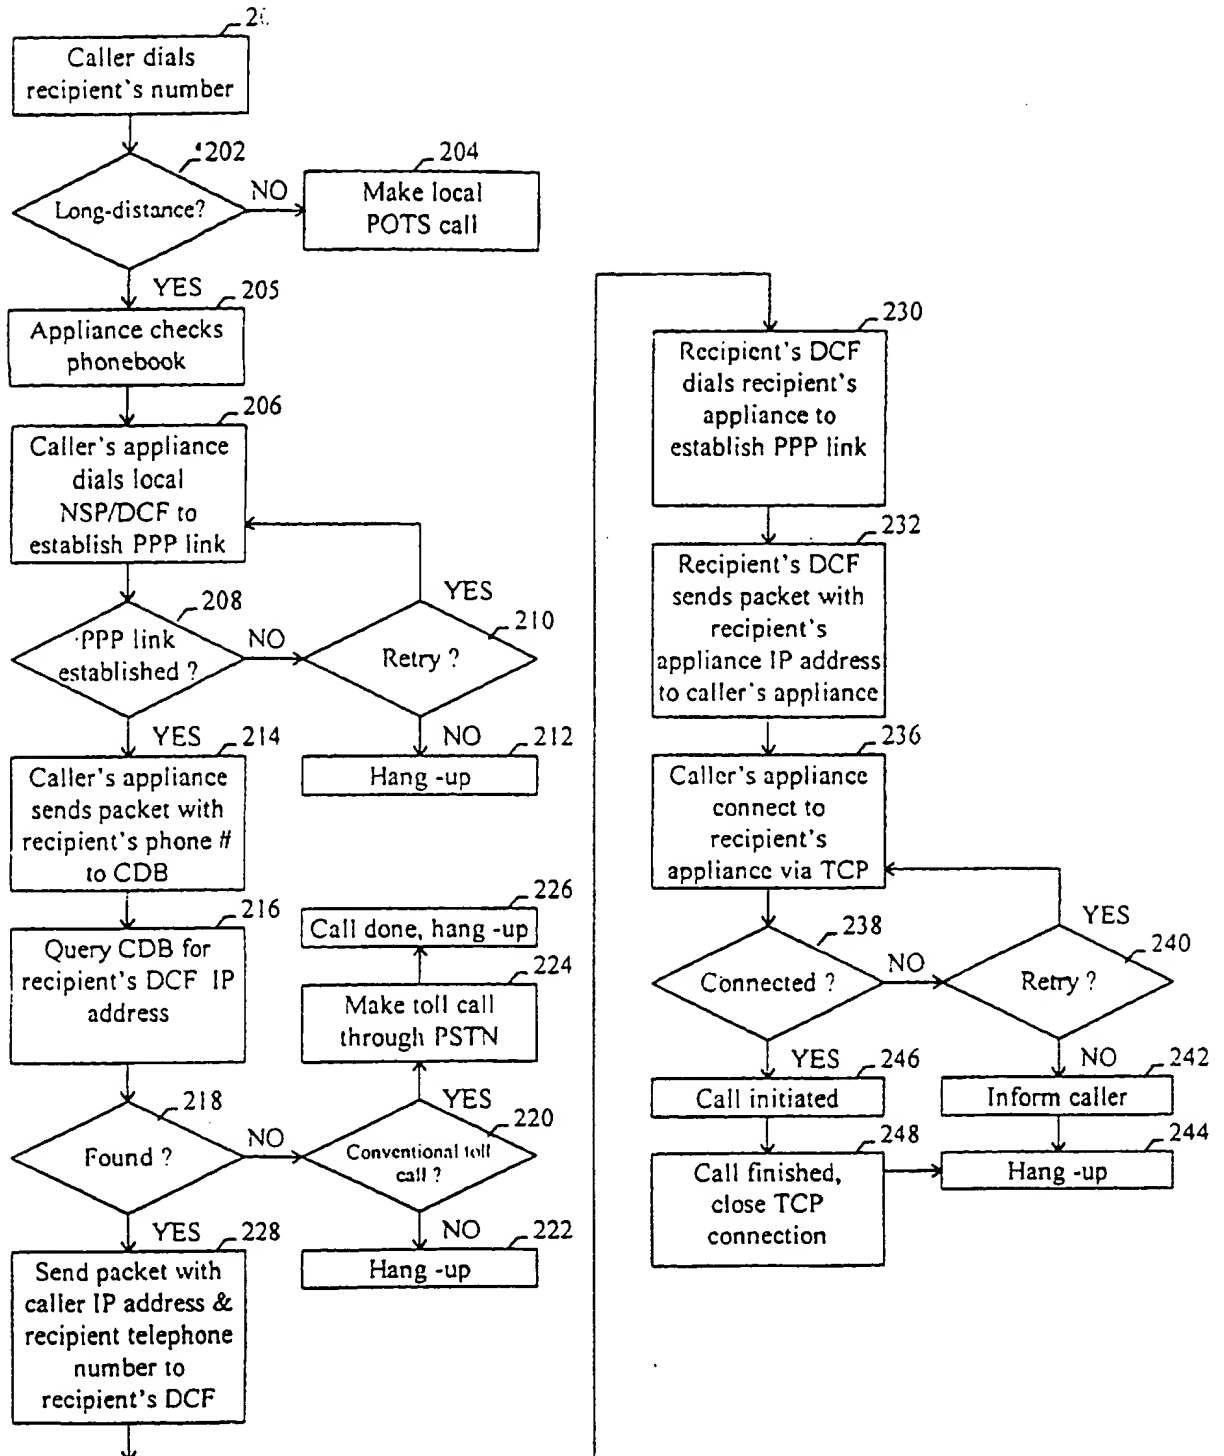 Caller dials
recipient's number
202
Long-distance?
NO
204
Make local
POTS call
YES
205
Appliance checks
phonebook
206
Caller's appliance
dials local
NSP/DCF to
establish PPP link
208
PPP link
established ?
NO
YES
210
Retry ?
NO
212
Hang -up
YES
214
Caller's appliance
sends packet with
recipient's phone #
to CDB
216
Query CDB for
recipient's DCF IP
address
218
Found ?
NO
226
Call done, hang -up
224
Make toll call
through PSTN
YES
220
Conventional toll
call ?
NO
222
Hang -up
YES
228
Send packet with
caller IP address &
recipient telephone
number to
recipient's DCF
230
Recipient's DCF
dials recipient's
appliance to
establish PPP link
232
Recipient's DCF
sends packet with
recipient's
appliance IP address
to caller's appliance
236
Caller's appliance
connect to
recipient's
appliance via TCP
238
Connected ?
NO
YES
240
Retry ?
YES
246
Call initiated
NO
242
Inform caller
248
Call finished,
close TCP
connection
244
Hang -up